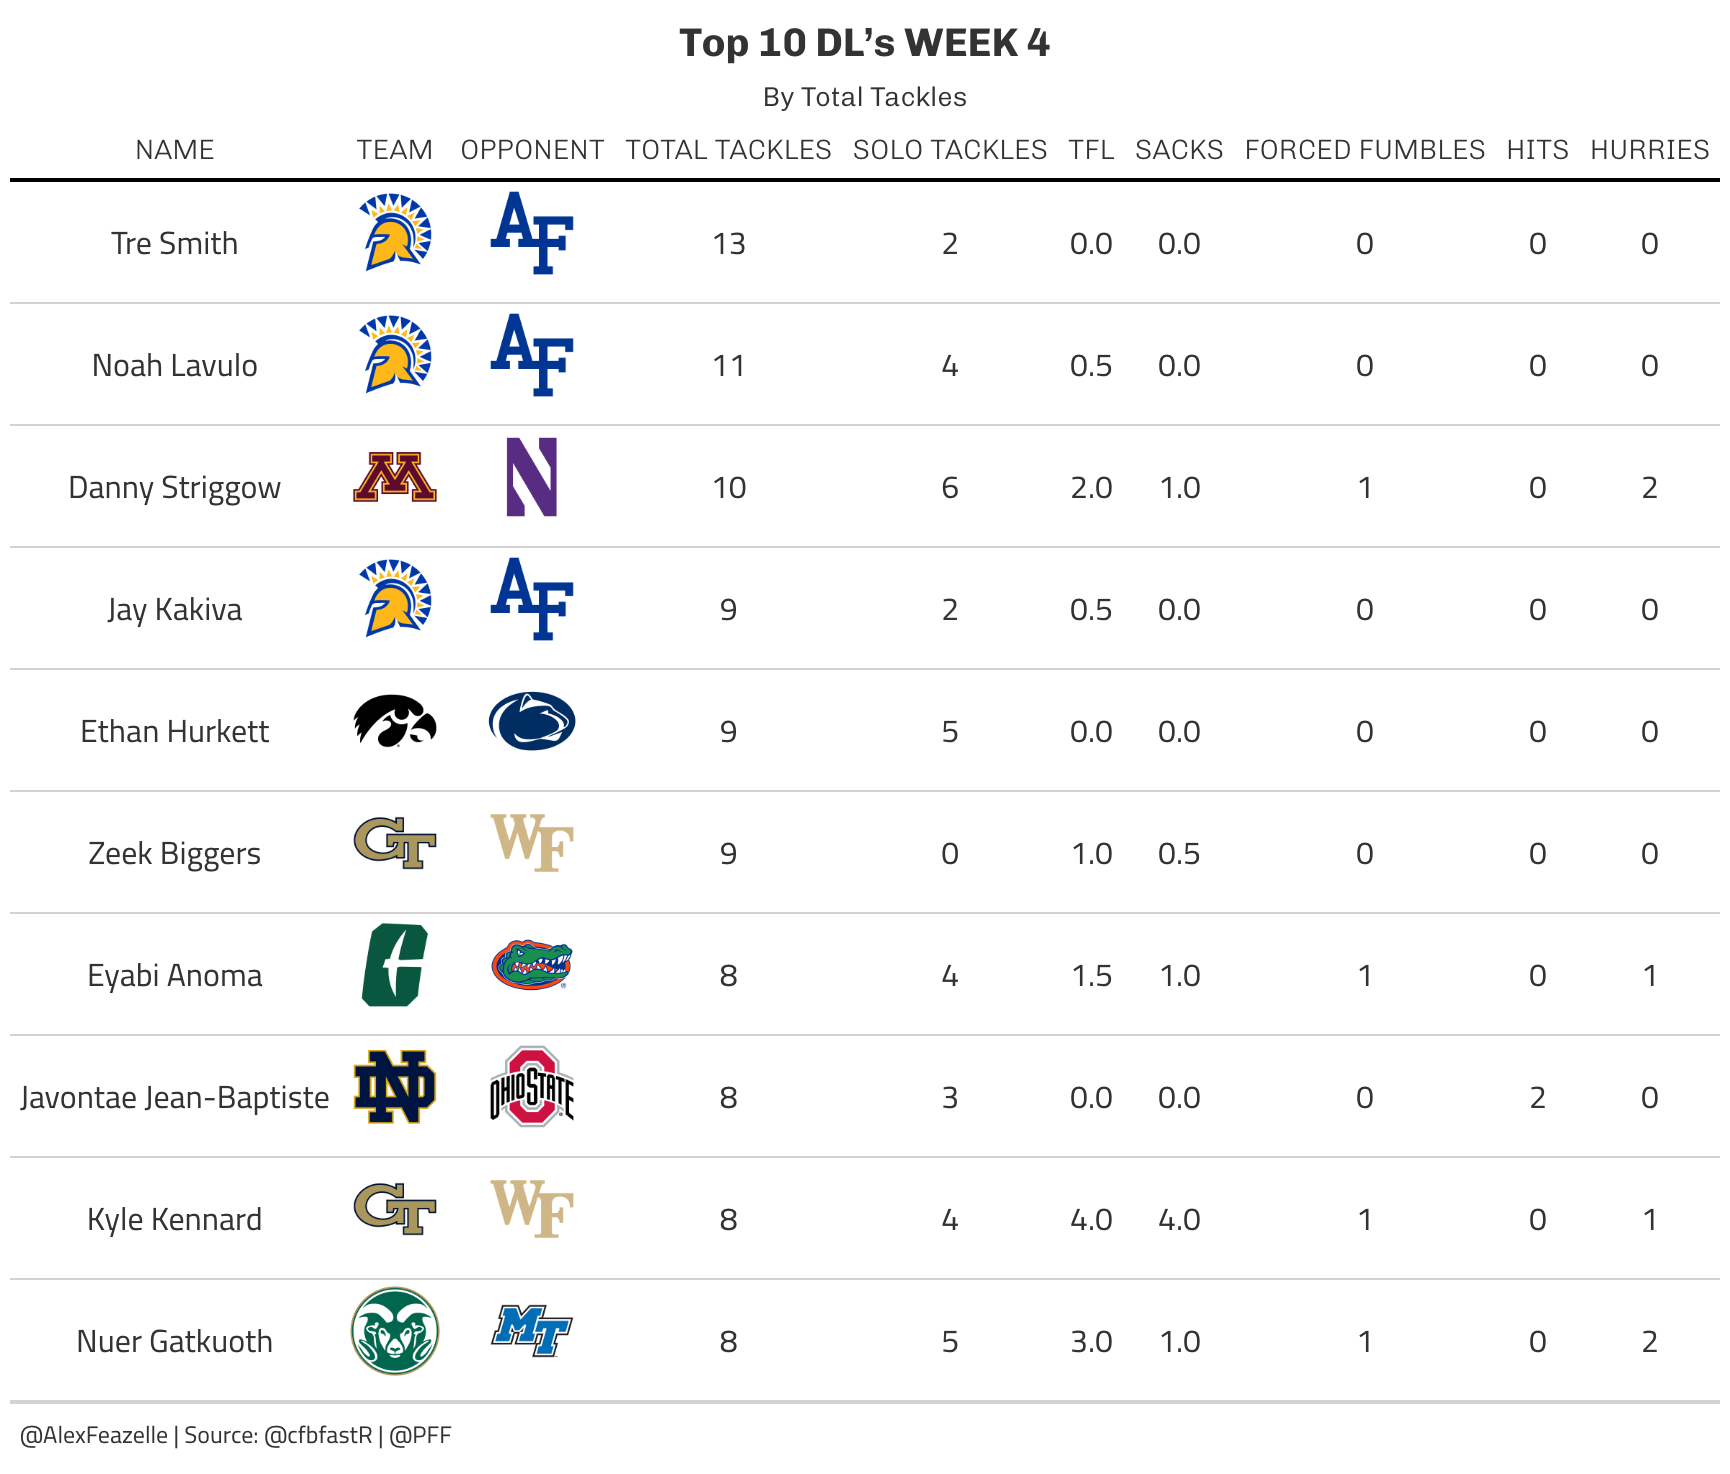 Top 10 DL’s WEEK 4
By Total Tackles
NAME TEAM OPPONENT TOTAL TACKLES SOLO TACKLES TFL SACKS FORCED FUMBLES HITS HURRIES
Tre Smith AF 13 2 0.0 0.0 0 0 0
Noah Lavulo AF 11 4 0.5 0.0 0 0 0
Danny Striggow M N 10 6 2.0 1.0 1 0 2
Jay Kakiva AF 9 2 0.5 0.0 0 0 0
Ethan Hurkett 9 5 0.0 0.0 0 0 0
Zeek Biggers GT WF 9 0 1.0 0.5 0 0 0
Eyabi Anoma C 8 4 1.5 1.0 1 0 1
Javontae Jean-Baptiste ND OHIO STATE 8 3 0.0 0.0 0 2 0
Kyle Kennard GT WF 8 4 4.0 4.0 1 0 1
Nuer Gatkuoth MT 8 5 3.0 1.0 1 0 2
@AlexFeazelle | Source: @cfbfastR | @PFF